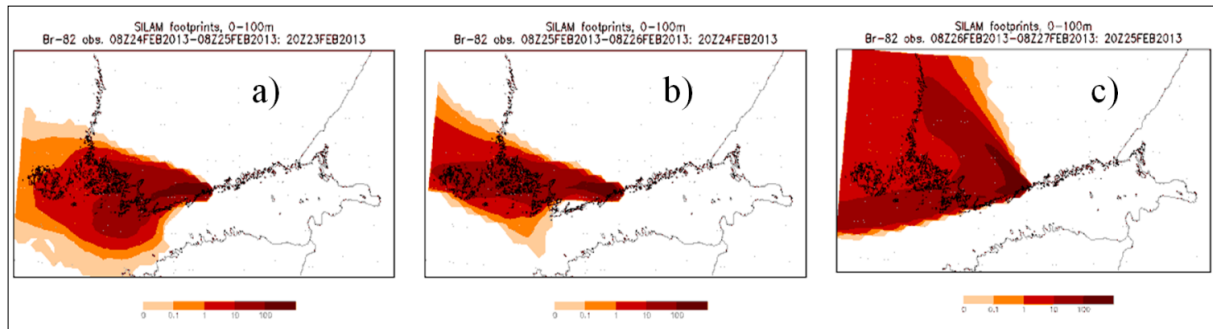 SILAM footprints, 0-100m
Br-82 obs. 08Z24FEB2013-08Z25FEB2013: 20Z23FEB2013
a)
0 0.1 1 10 100
SILAM footprints, 0-100m
Br-82 obs. 08Z25FEB2013-08Z26FEB2013: 20Z24FEB2013
b)
0 0.1 1 10 100
SILAM footprints, 0-100m
Br-82 obs. 08Z26FEB2013-08Z27FEB2013: 20Z25FEB2013
c)
0 0.1 1 10 100